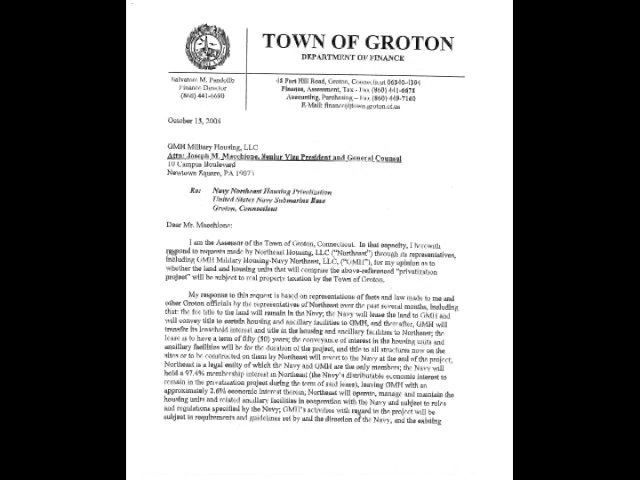 TOWN OF GROTON
DEPARTMENT OF FINANCE
Salvatore M. Pandolfo
Finance Director
(860) 441-6690
45 Fort Hill Road, Groton, Connecticut 06340-4394
Finance, Assessment, Tax - Fax (860) 441-6678
Accounting, Purchasing – Fax (860) 449-7160
E-Mail: finance@town.groton.ct.us
October 15, 2004
GMH Military Housing, LLC
Attn: Joseph M. Macchione, Senior Vice President and General Counsel
10 Campus Boulevard
Newtown Square, PA 19073
Re: Navy Northeast Housing Privatization
United States Navy Submarine Base
Groton, Connecticut
Dear Mr. Macchione:
I am the Assessor of the Town of Groton, Connecticut. In that capacity, I herewith
respond to requests made by Northeast Housing, LLC ("Northeast") through its representatives,
including GMH Military Housing-Navy Northeast, LLC, ("GMH"), for my opinion as to
whether the land and housing units that will comprise the above-referenced "privatization
project" will be subject to real property taxation by the Town of Groton.
My response to this request is based on representations of facts and law made to me and
other Groton officials by the representatives of Northeast over the past several months, including
that: the fee title to the land will remain in the Navy; the Navy will lease the land to GMH and
will convey title to certain housing and ancillary facilities to GMH, and thereafter, GMH will
transfer its leasehold interest and title in the housing and ancillary facilities to Northeast; the
lease is to have a term of fifty (50) years; the conveyance of interest in the housing units and
ancillary facilities will be for the duration of the project, and title to all structures now on the
sites or to be constructed on them by Northeast will revert to the Navy at the end of the project;
Northeast is a legal entity of which the Navy and GMH are the only members; the Navy will
hold a 97.4% membership interest in Northeast (the Navy's distributable economic interest to
remain in the privatization project during the term of said lease), leaving GMH with an
approximately 2.6% economic interest therein; Northeast will operate, manage and maintain the
housing units and related ancillary facilities in cooperation with the Navy and subject to rules
and regulations specified by the Navy; GMH's activities with regard to the project will be
subject to requirements and guidelines set by and the direction of the Navy, and the existing